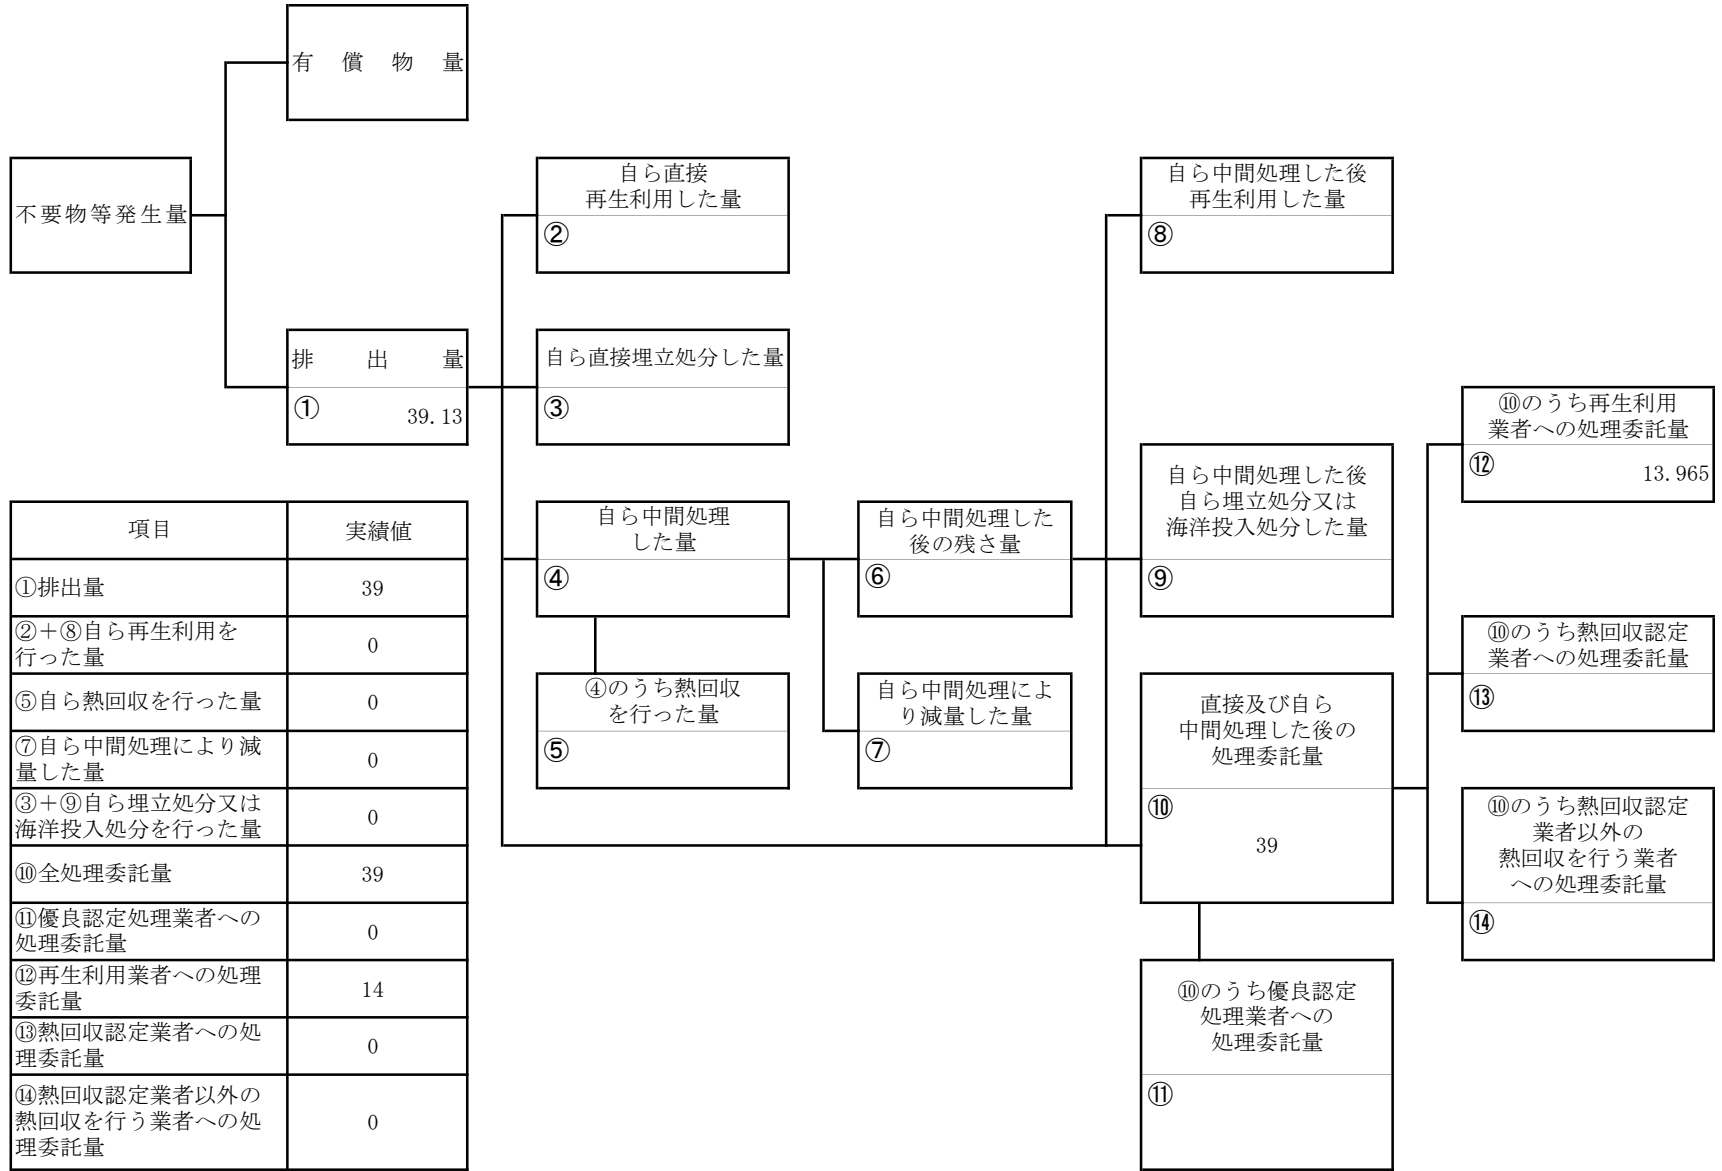 有償物量
不要物等発生量
排出量
①
39.13
自ら直接
再生利用した量
②
自ら直接埋立処分した量
③
自ら中間処理
した量
④
④のうち熱回収
を行った量
⑤
自ら中間処理した
後の残さ量
⑥
自ら中間処理によ
り減量した量
⑦
自ら中間処理した後
再生利用した量
⑧
自ら中間処理した後
自ら埋立処分又は
海洋投入処分した量
⑨
直接及び自ら
中間処理した後の
処理委託量
⑩
39
⑩のうち優良認定
処理業者への
処理委託量
⑪
⑩のうち再生利用
業者への処理委託量
⑫
13.965
⑩のうち熱回収認定
業者への処理委託量
⑬
⑩のうち熱回収認定
業者以外の
熱回収を行う業者
への処理委託量
⑭
項目 実績値
①排出量 39
②＋⑧自ら再生利用を
行った量 0
⑤自ら熱回収を行った量 0
⑦自ら中間処理により減
量した量 0
③＋⑨自ら埋立処分又は
海洋投入処分を行った量 0
⑩全処理委託量 39
⑪優良認定処理業者への
処理委託量 0
⑫再生利用業者への処理
委託量 14
⑬熱回収認定業者への処
理委託量 0
⑭熱回収認定業者以外の
熱回収を行う業者への処
理委託量 0